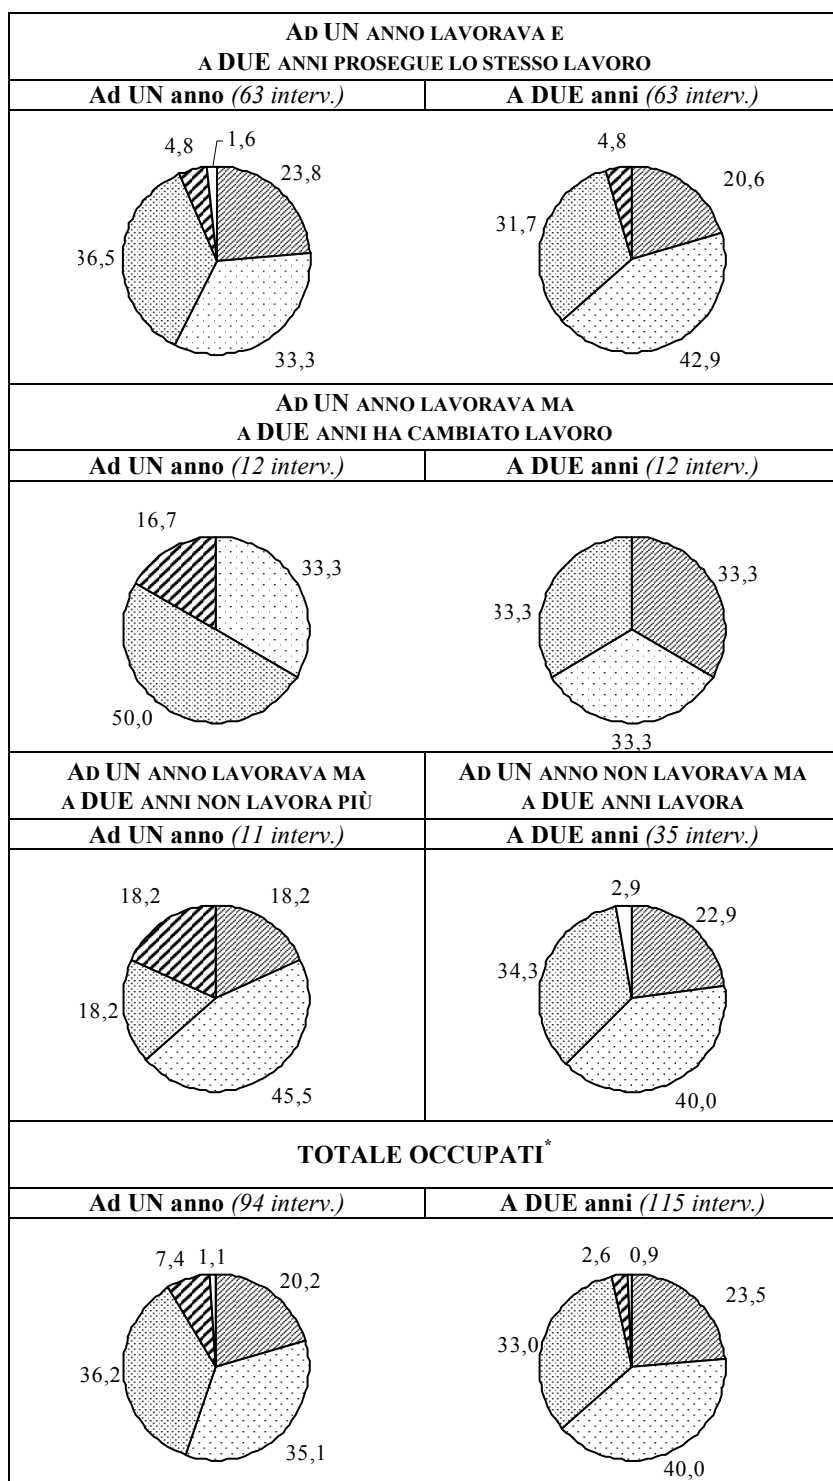 AD UN ANNO LAVORAVA E
A DUE ANNI PROSEGUE LO STESSO LAVORO
Ad UN anno (63 interv.) A DUE anni (63 interv.)
4,8 1,6 23,8 36,5 33,3
4,8 20,6 31,7 42,9
AD UN ANNO LAVORAVA MA
A DUE ANNI HA CAMBIATO LAVORO
Ad UN anno (12 interv.) A DUE anni (12 interv.)
16,7 33,3 50,0
33,3 33,3 33,3
AD UN ANNO LAVORAVA MA
A DUE ANNI NON LAVORA PIÙ
AD UN ANNO NON LAVORAVA MA
A DUE ANNI LAVORA
Ad UN anno (11 interv.) A DUE anni (35 interv.)
18,2 18,2 18,2 45,5
2,9 22,9 34,3 40,0
TOTALE OCCUPATI*
Ad UN anno (94 interv.) A DUE anni (115 interv.)
7,4 1,1 20,2 36,2 35,1
2,6 0,9 23,5 33,0 40,0